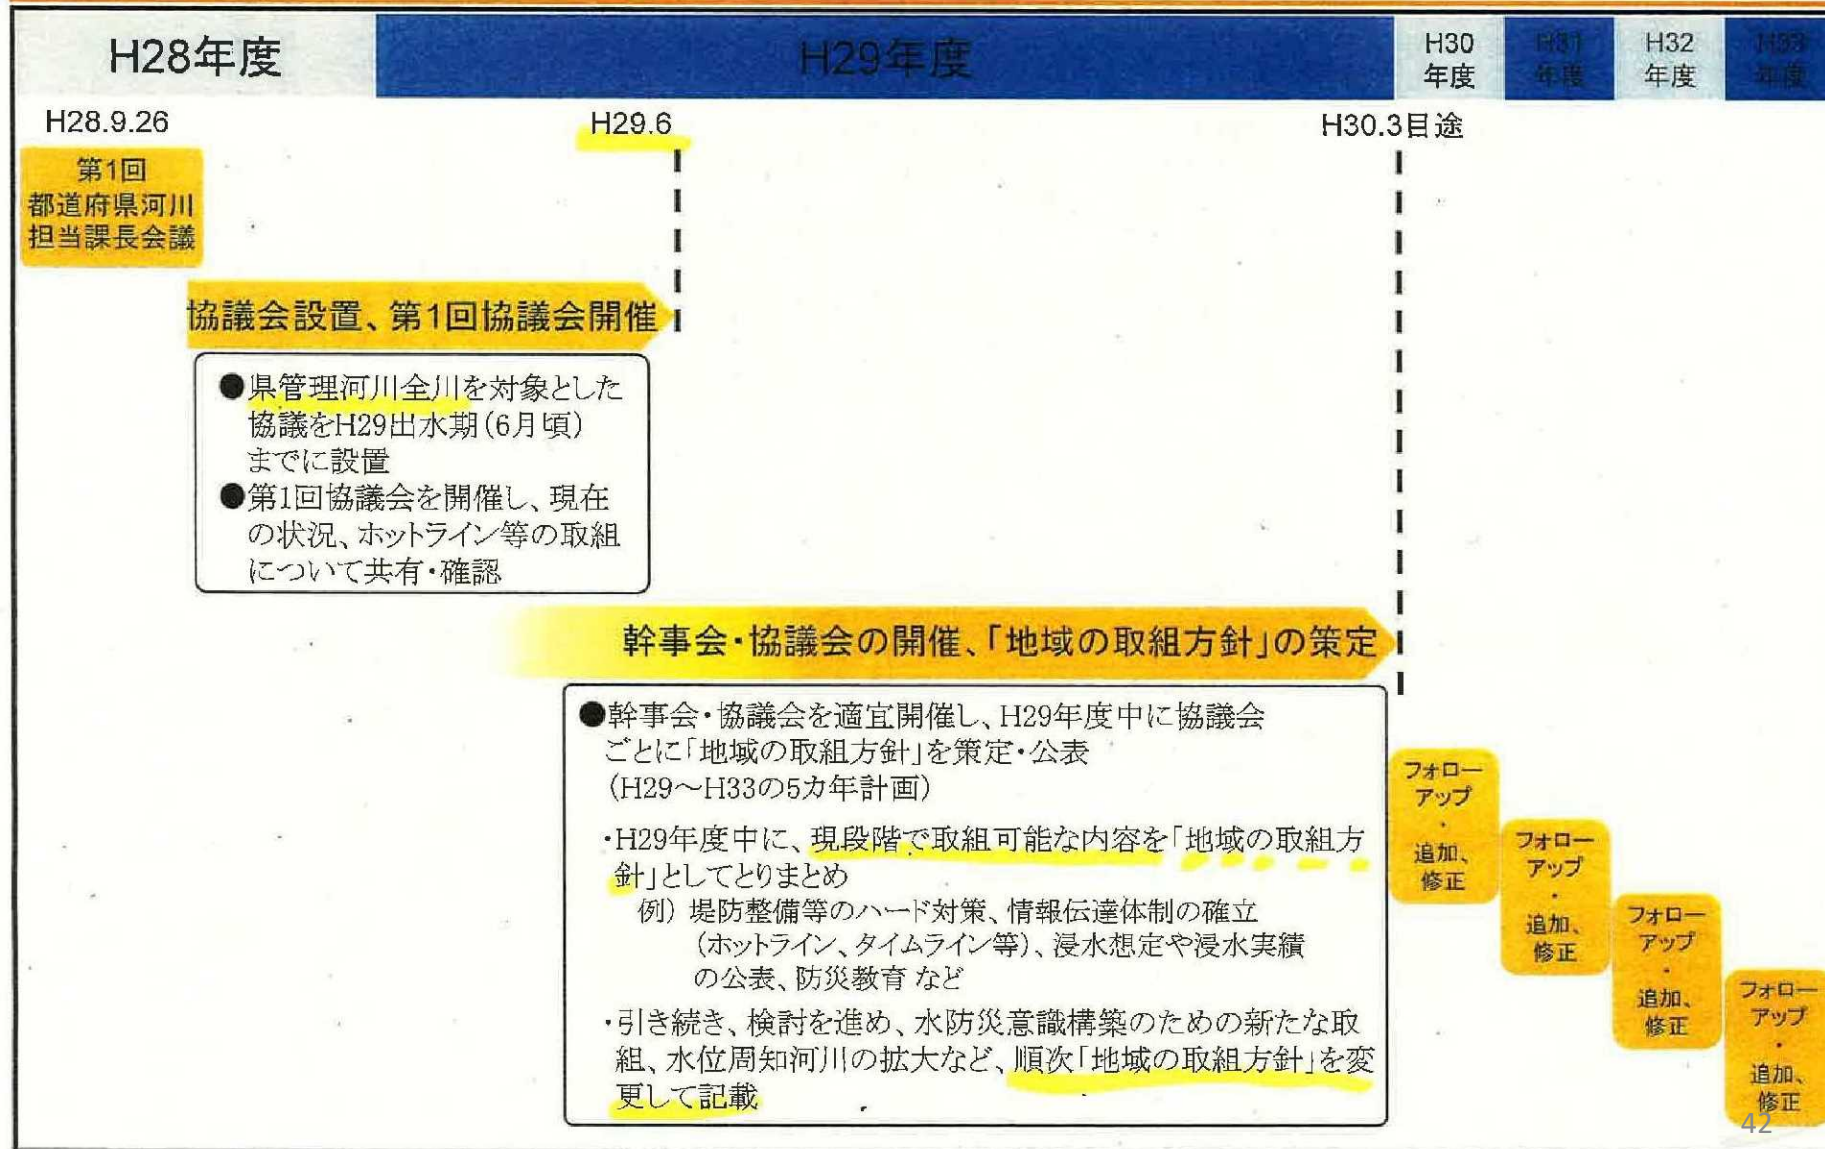 H28年度
H29年度
H30
年度
H31
年度
H32
年度
H33
年度
H28.9.26
H29.6
H30.3目途
第1回
都道府県河川
担当課長会議
協議会設置、第1回協議会開催
●県管理河川全川を対象とした
協議をH29出水期(6月頃)
までに設置
●第1回協議会を開催し、現在
の状況、ホットライン等の取組
について共有・確認
幹事会・協議会の開催、「地域の取組方針」の策定
●幹事会・協議会を適宜開催し、H29年度中に協議会
ごとに「地域の取組方針」を策定・公表
(H29～H33の5カ年計画)
・H29年度中に、現段階で取組可能な内容を「地域の取組方
針」としてとりまとめ
例) 堤防整備等のハード対策、情報伝達体制の確立
(ホットライン、タイムライン等)、浸水想定や浸水実績
の公表、防災教育 など
・引き続き、検討を進め、水防災意識構築のための新たな取
組、水位周知河川の拡大など、順次「地域の取組方針」を変
更して記載
フォロー
アップ
・
追加、
修正
フォロー
アップ
・
追加、
修正
フォロー
アップ
・
追加、
修正
フォロー
アップ
・
追加、
修正
42